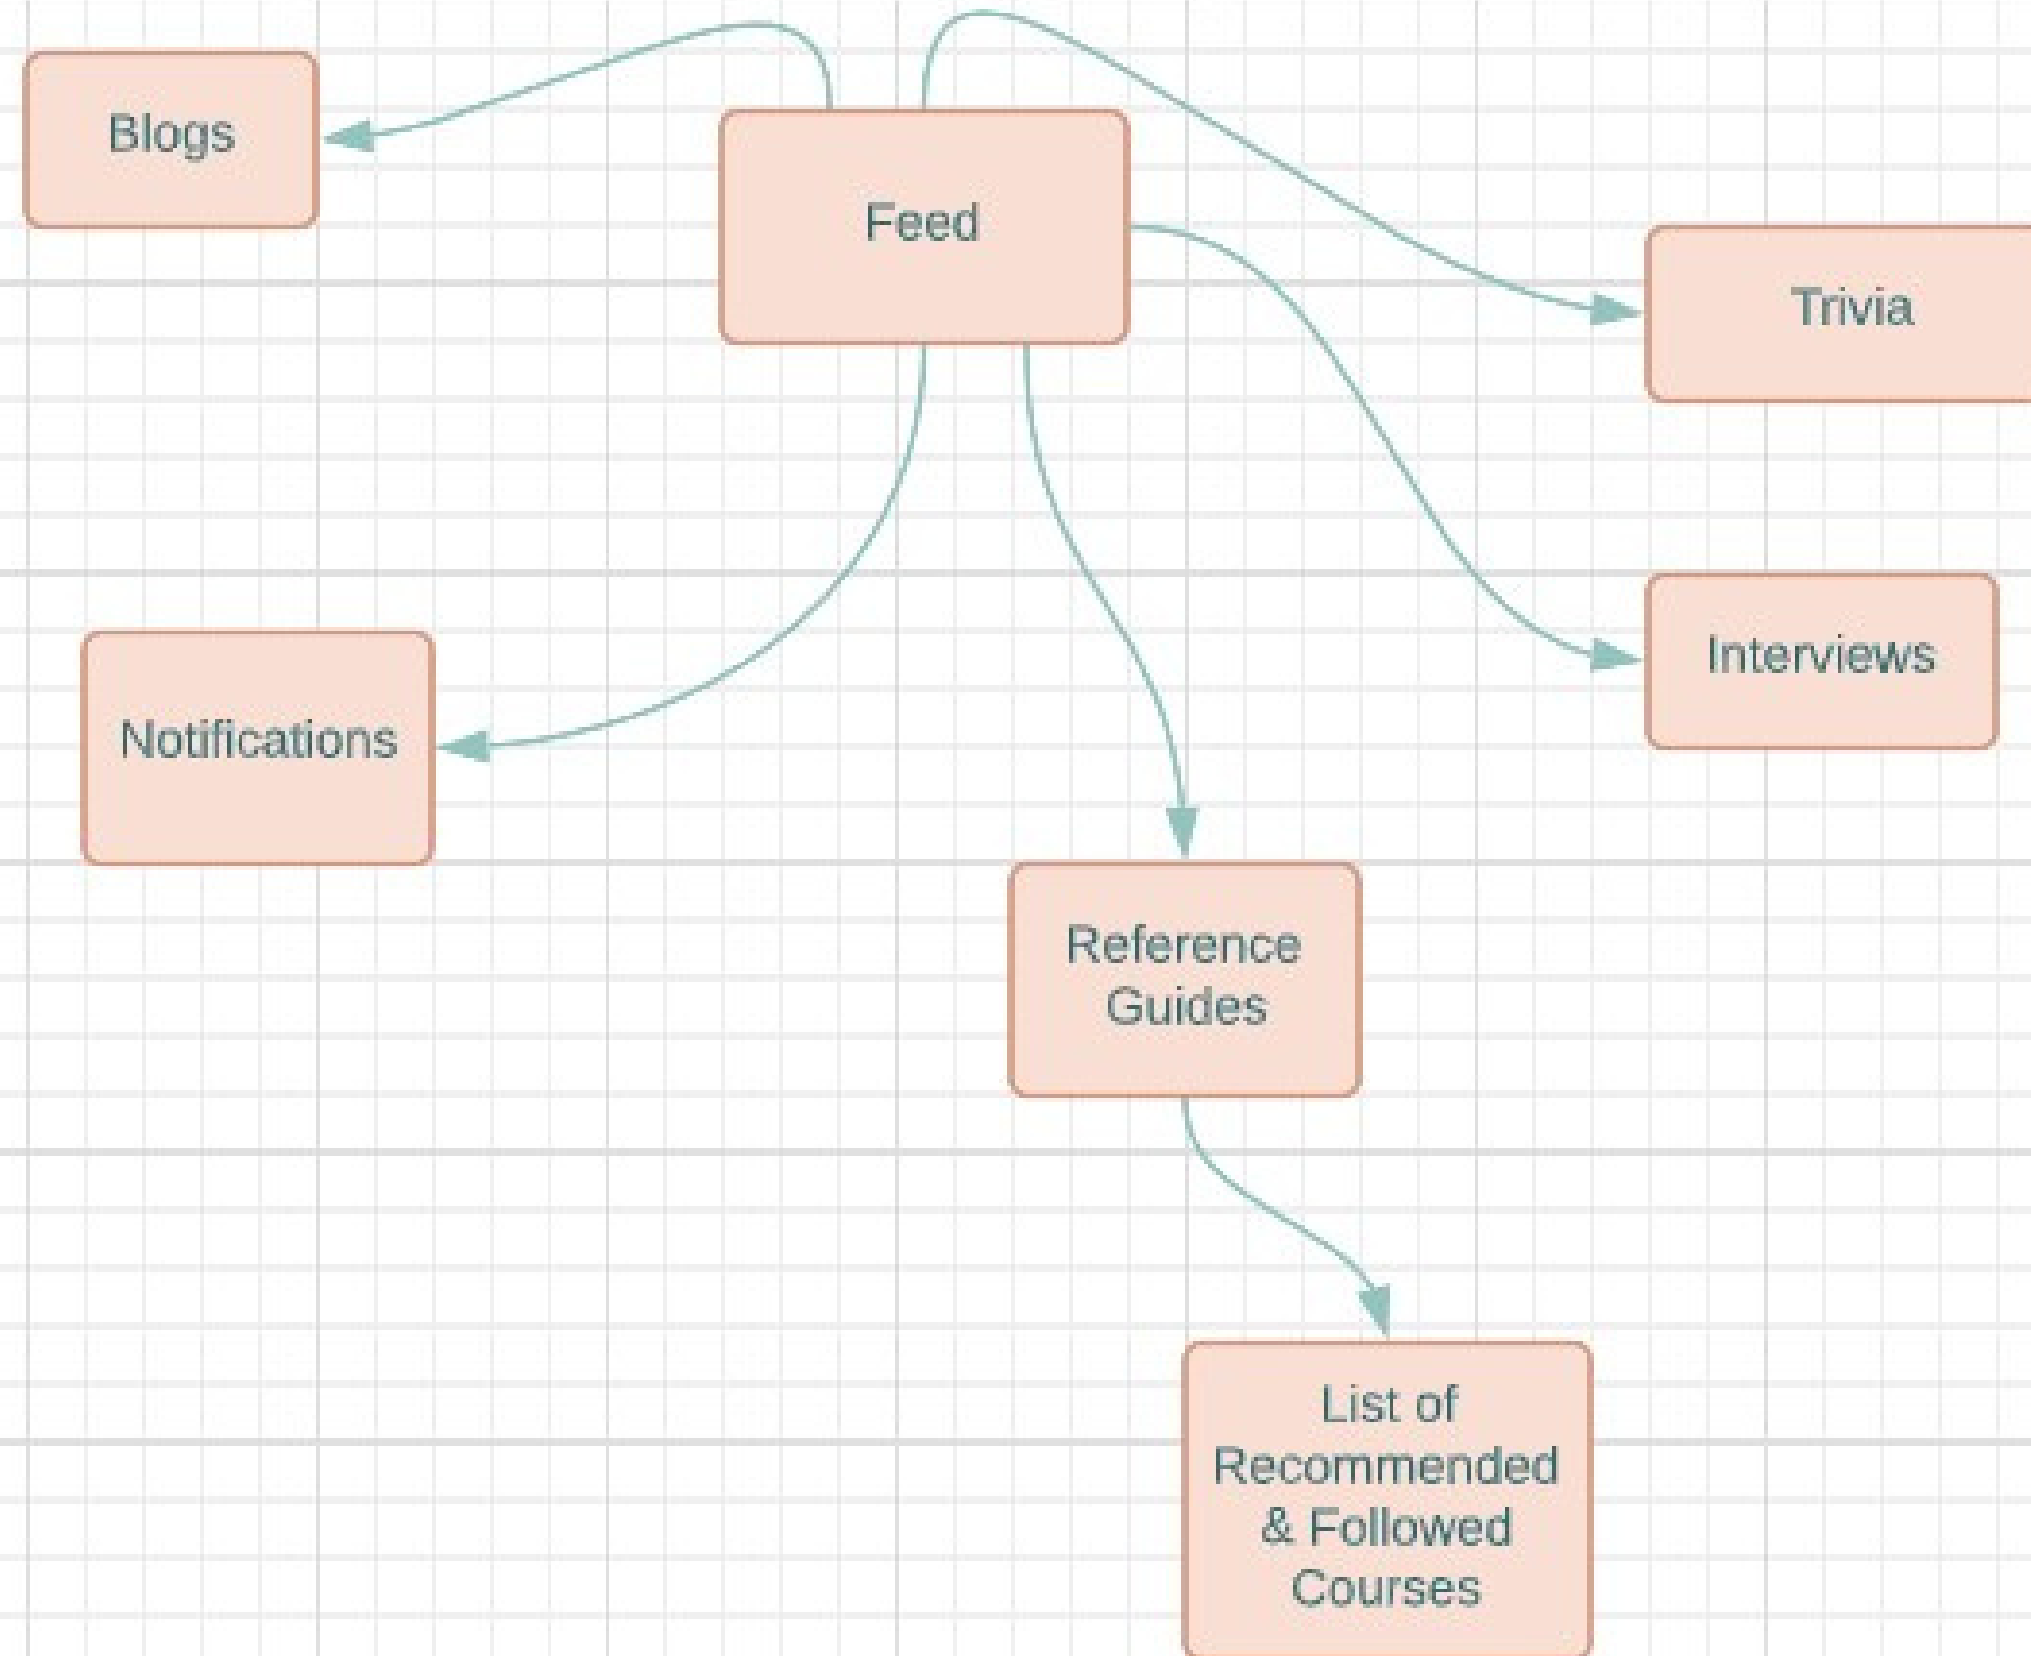 Blogs
Feed
Trivia
Interviews
Notifications
Reference
Guides
List of
Recommended
& Followed
Courses